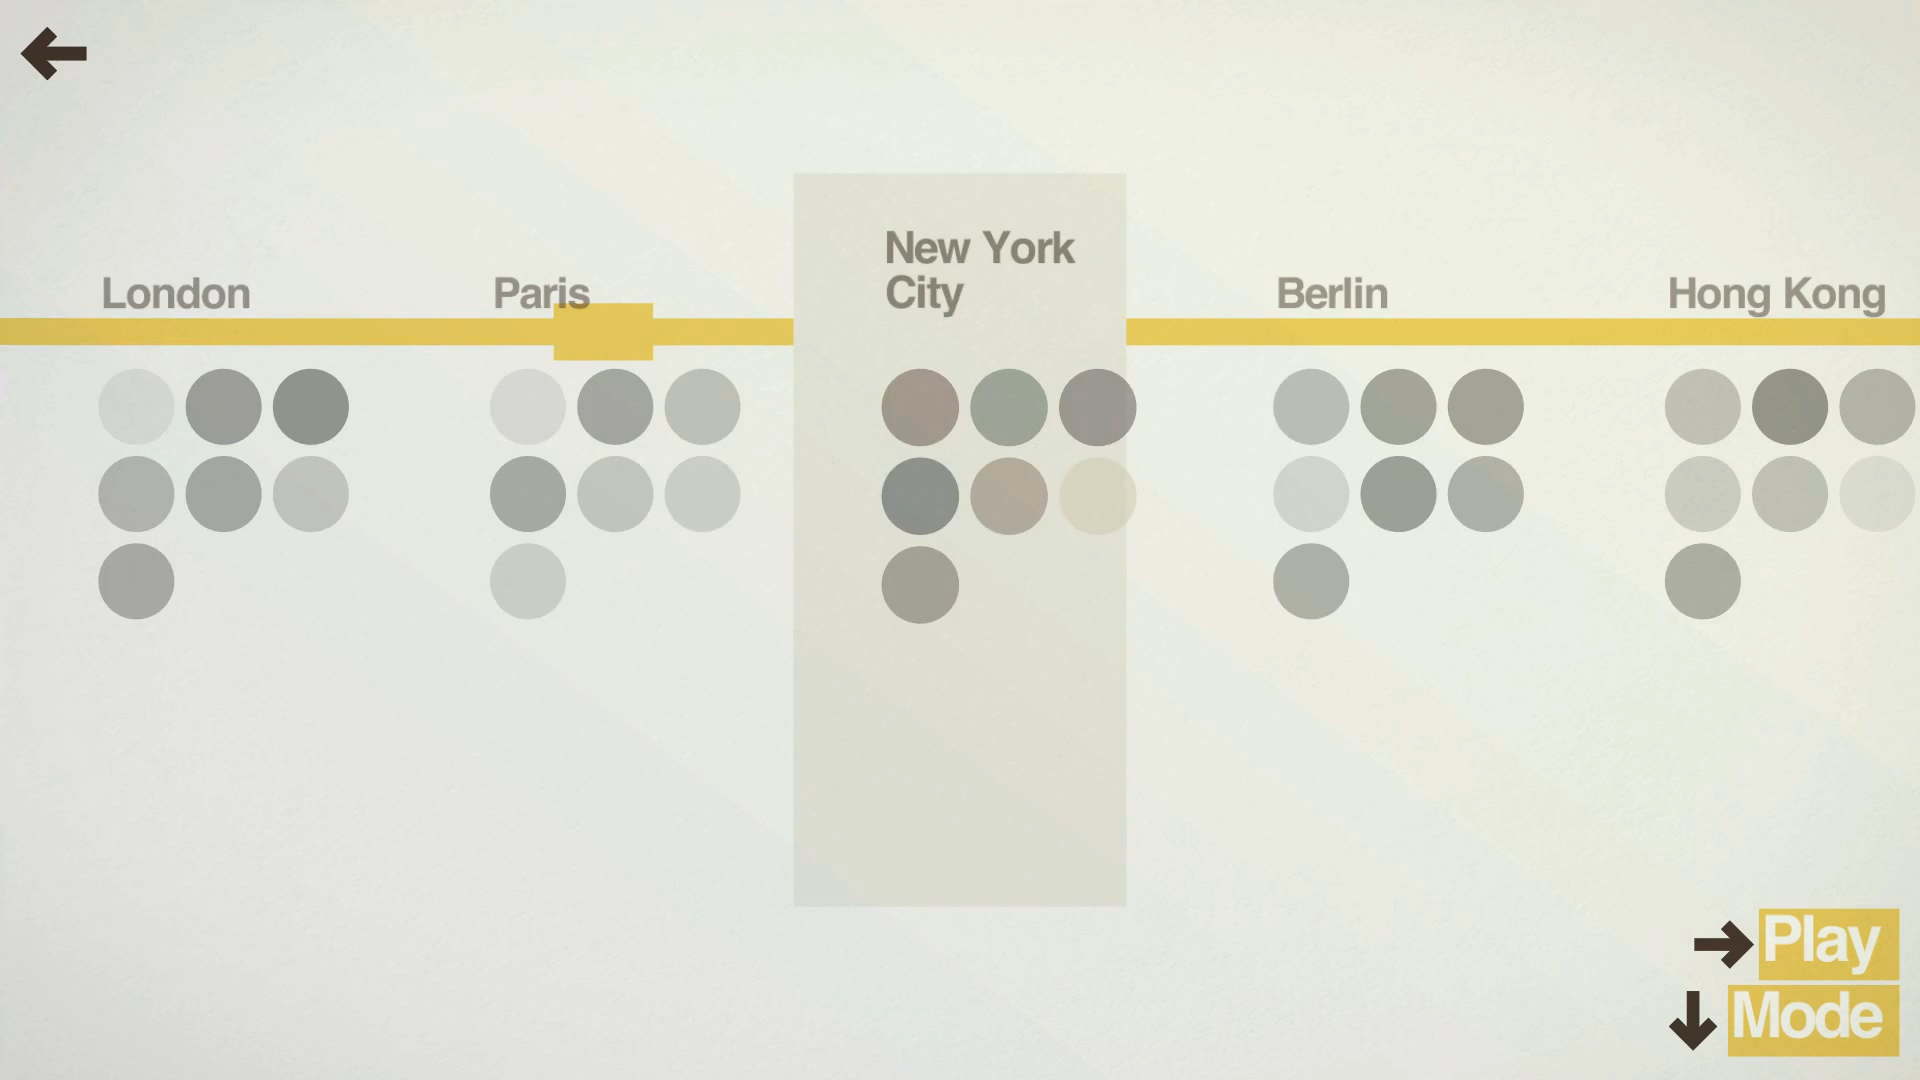 London
Paris
New York
City
Berlin
Hong Kong
Play
Mode